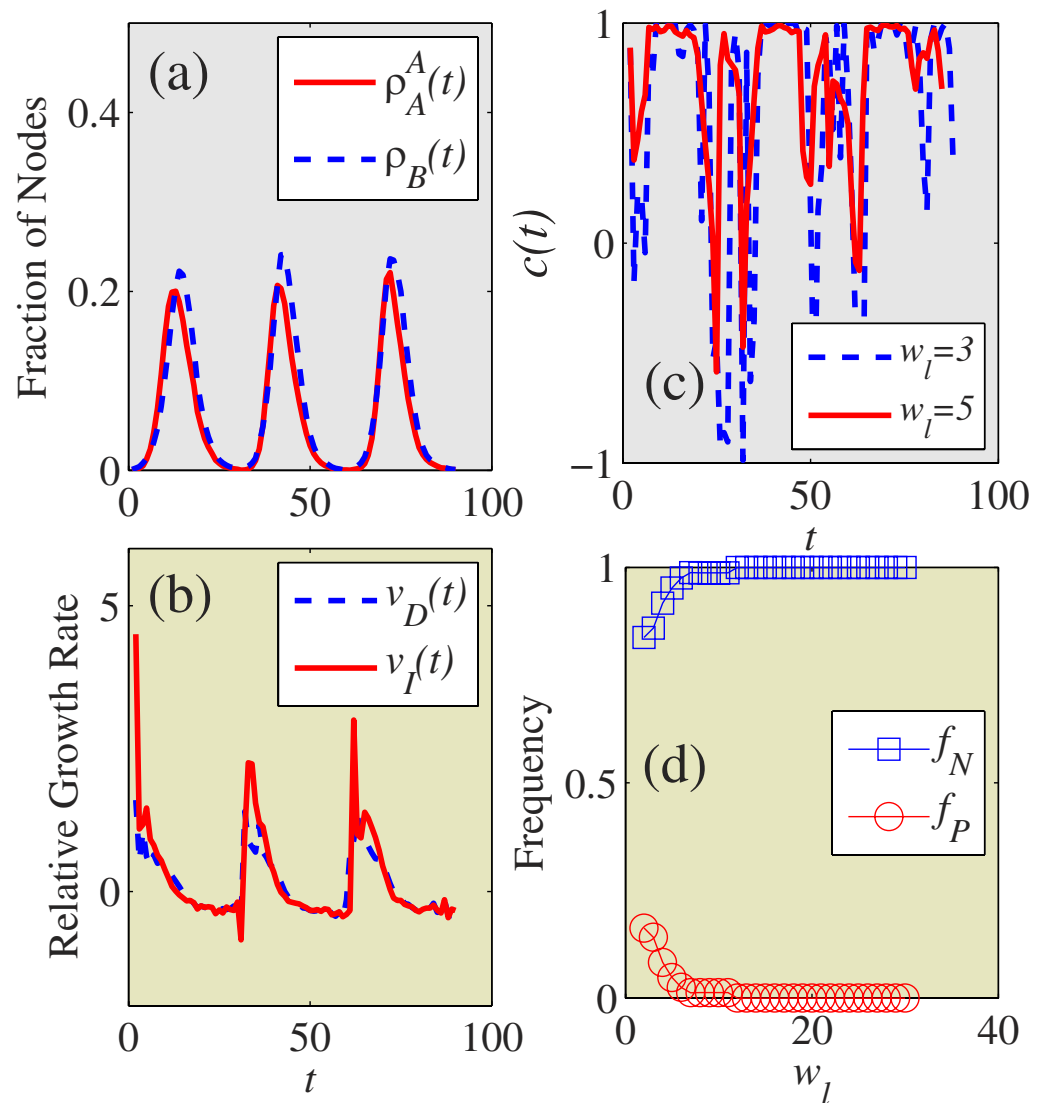 (a)
ρ_A^A(t)
ρ_B(t)
0.4
0.2
0
0 50 100
Fraction of Nodes
(b)
v_D(t)
v_I(t)
5
0
0 50 100
Relative Growth Rate
t
1
0
−1
0 50 100
c(t)
t
(c)
w_l=3
w_l=5
1
0.5
0
0 20 40
Frequency
w_l
(d)
f_N
f_P